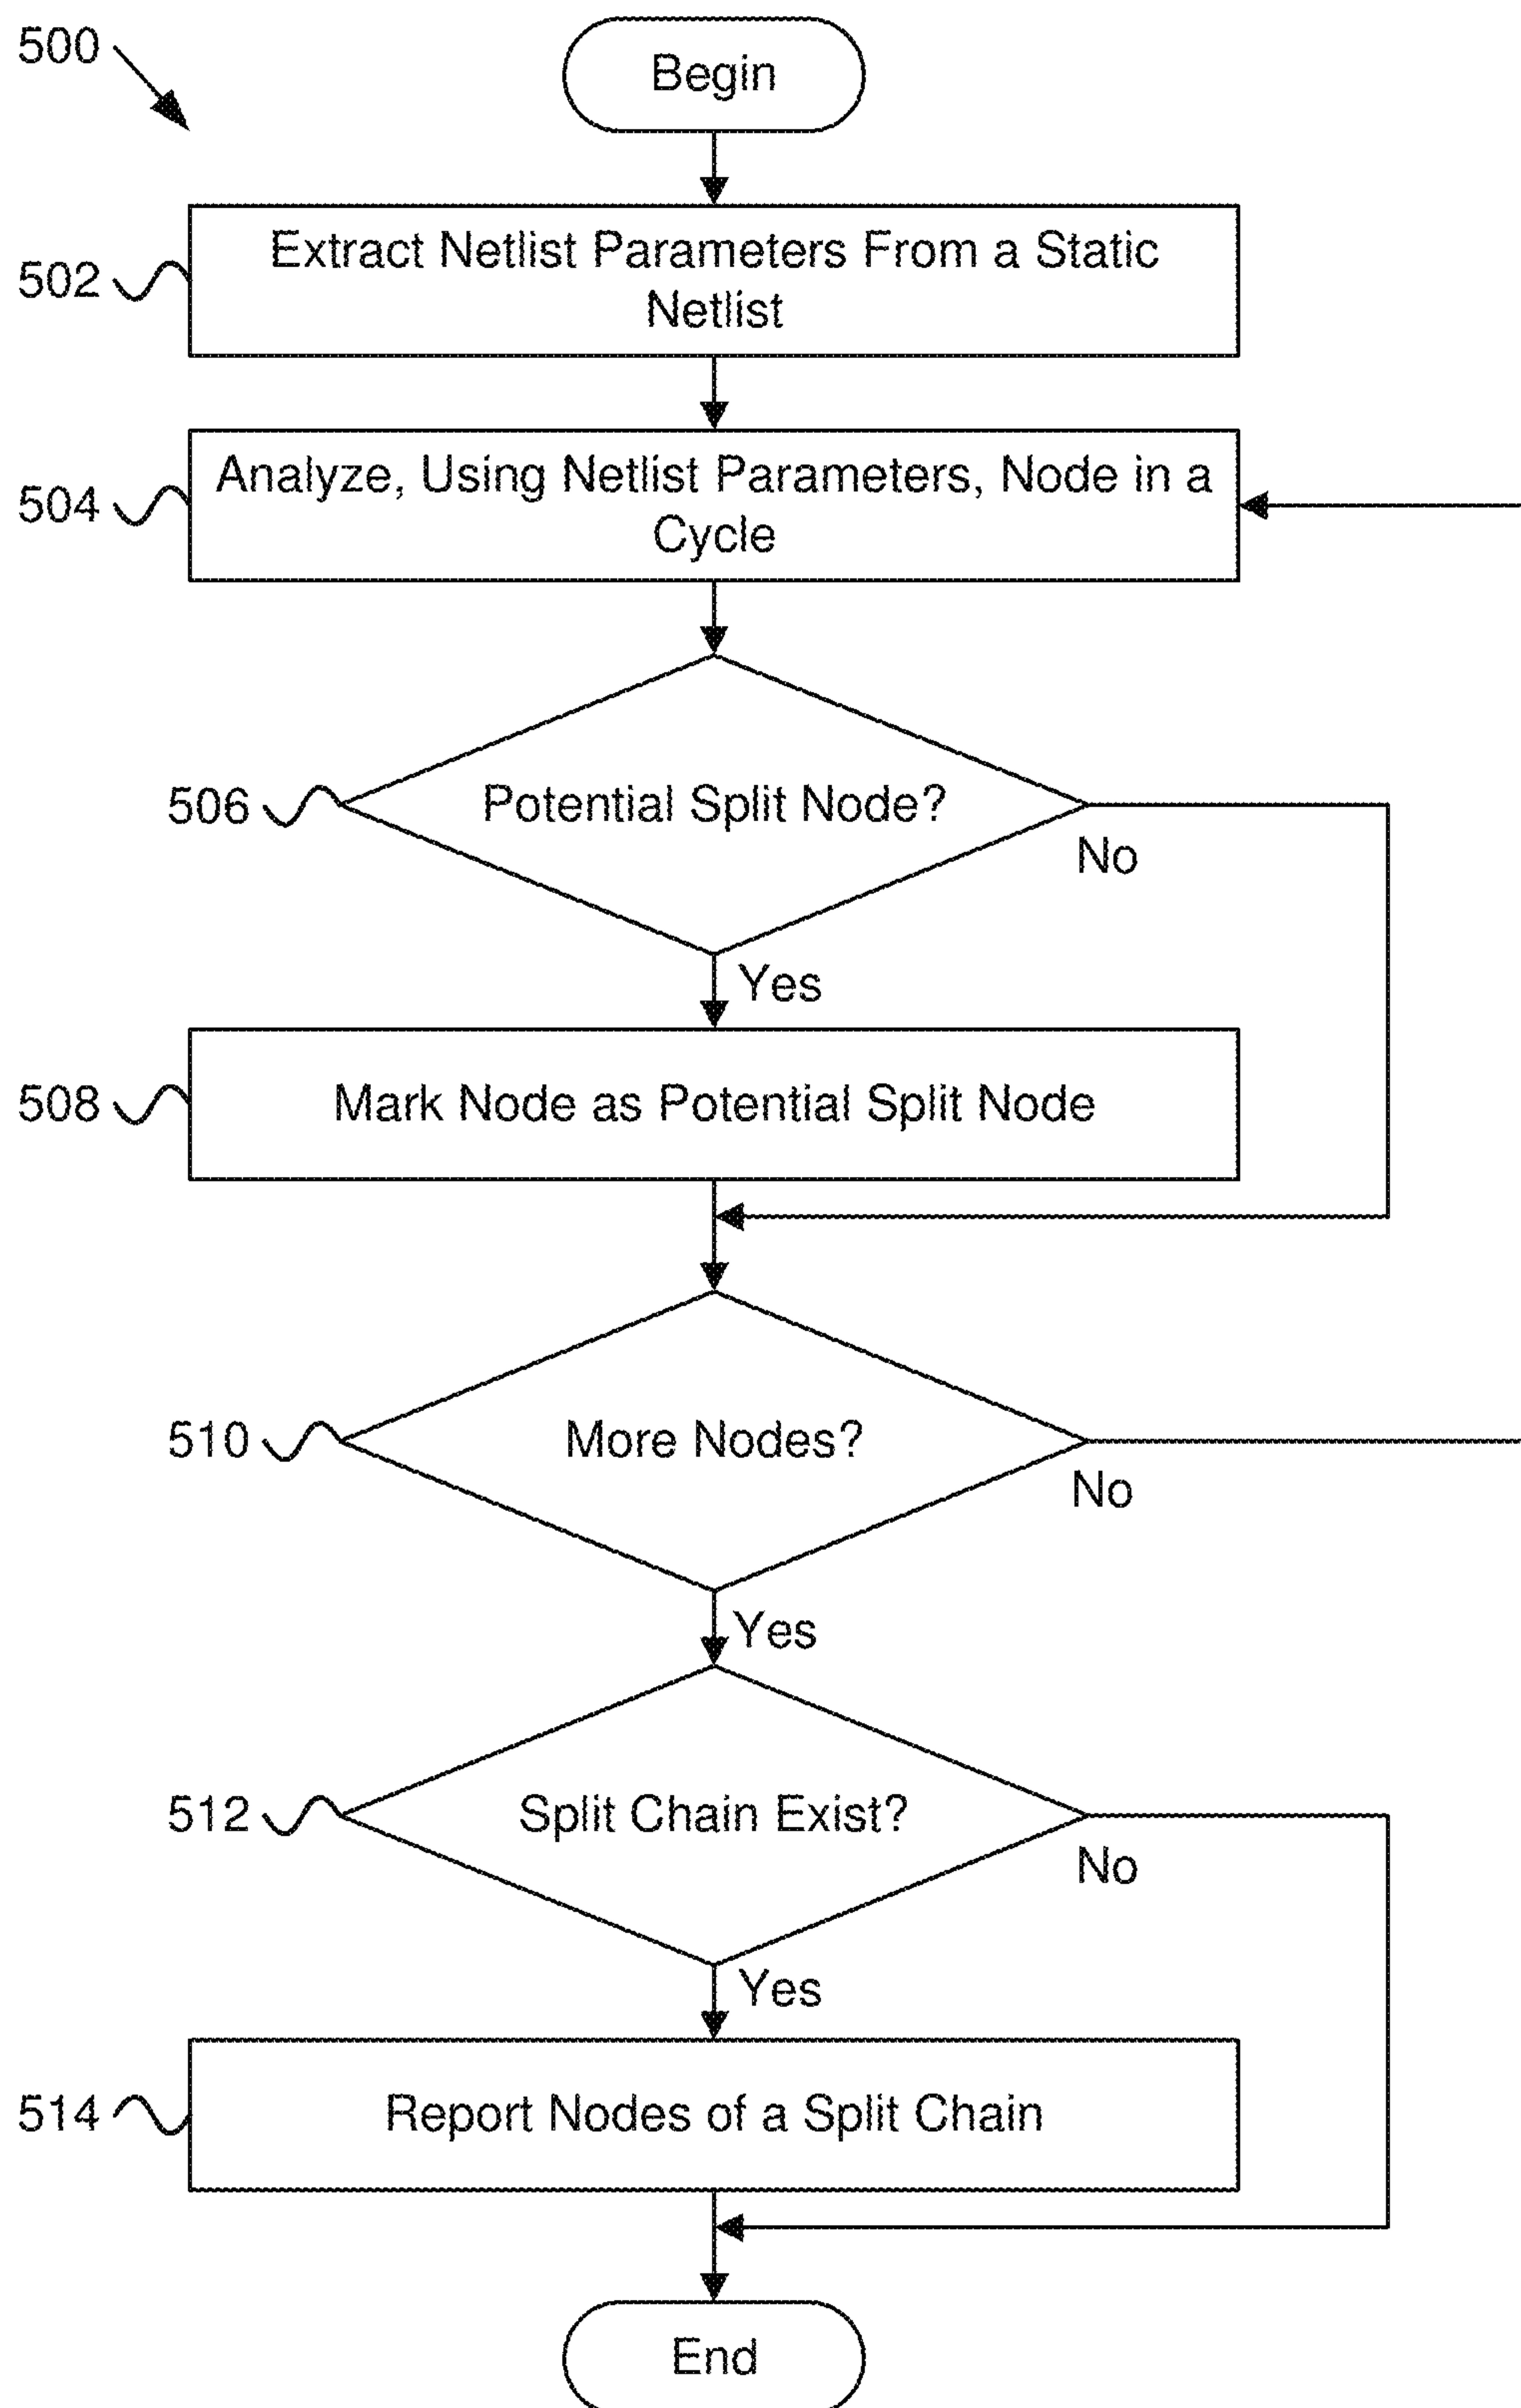 500
Begin
502
Extract Netlist Parameters From a Static
Netlist
504
Analyze, Using Netlist Parameters, Node in a
Cycle
506
Potential Split Node?
No
Yes
508
Mark Node as Potential Split Node
510
More Nodes?
No
Yes
512
Split Chain Exist?
No
Yes
514
Report Nodes of a Split Chain
End